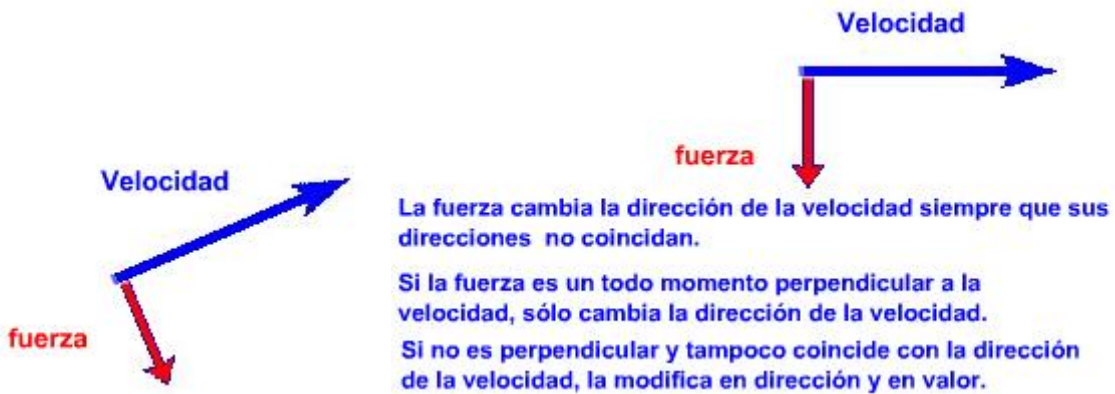 Velocidad
fuerza
Velocidad
fuerza
La fuerza cambia la dirección de la velocidad siempre que sus
direcciones no coincidan.
Si la fuerza es un todo momento perpendicular a la
velocidad, sólo cambia la dirección de la velocidad.
Si no es perpendicular y tampoco coincide con la dirección
de la velocidad, la modifica en dirección y en valor.